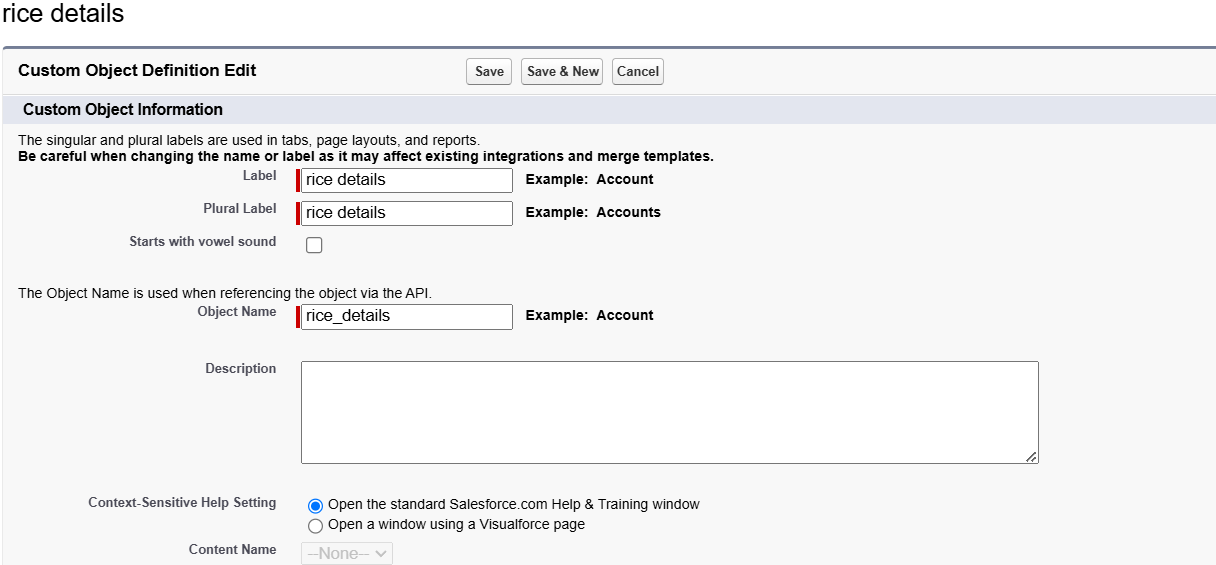 rice details
Custom Object Definition Edit Save Save & New Cancel
Custom Object Information
The singular and plural labels are used in tabs, page layouts, and reports.
Be careful when changing the name or label as it may affect existing integrations and merge templates.
Label rice details Example: Account
Plural Label rice details Example: Accounts
Starts with vowel sound
The Object Name is used when referencing the object via the API.
Object Name rice_details Example: Account
Description
Context-Sensitive Help Setting Open the standard Salesforce.com Help & Training window
Open a window using a Visualforce page
Content Name --None--